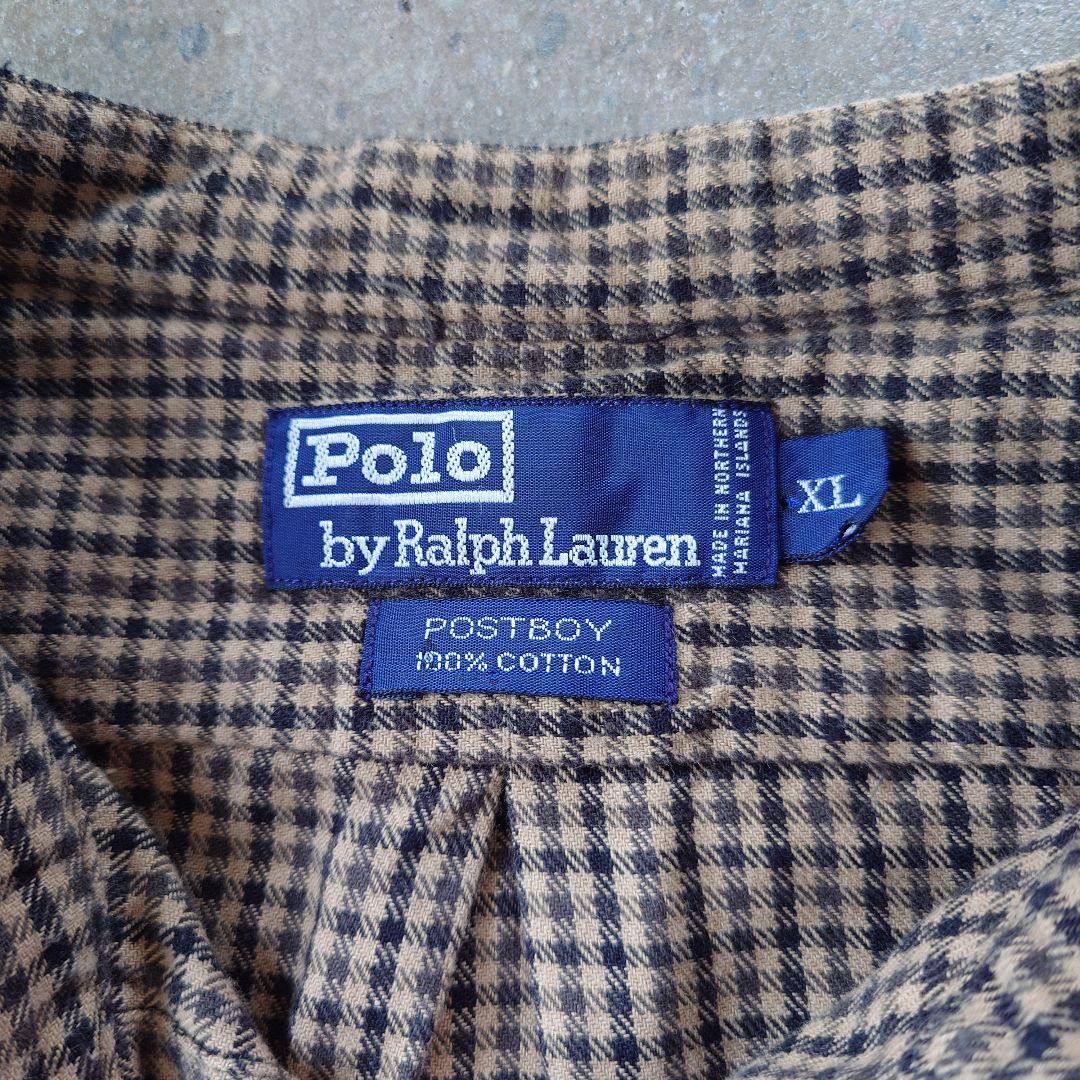 Polo
by Ralph Lauren
MADE IN NORTHERN
MARIANA ISLANDS
XL
POSTBOY
100% COTTON